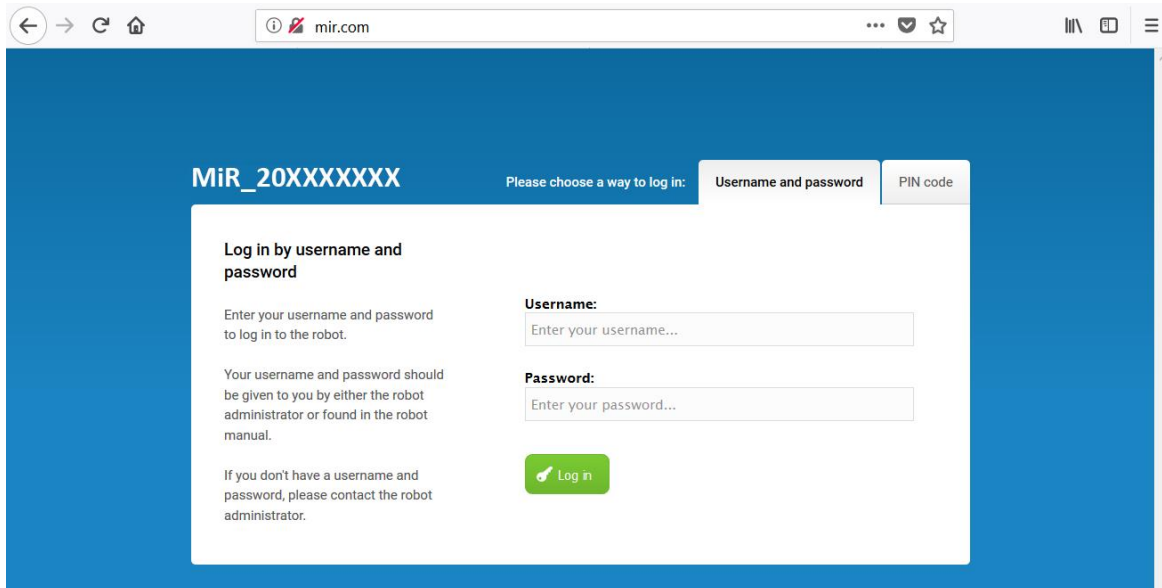 mir.com
MiR_20XXXXXXX
Please choose a way to log in:
Username and password
PIN code
Log in by username and
password
Enter your username and password
to log in to the robot.
Your username and password should
be given to you by either the robot
administrator or found in the robot
manual.
If you don't have a username and
password, please contact the robot
administrator.
Username:
Enter your username...
Password:
Enter your password...
Log in